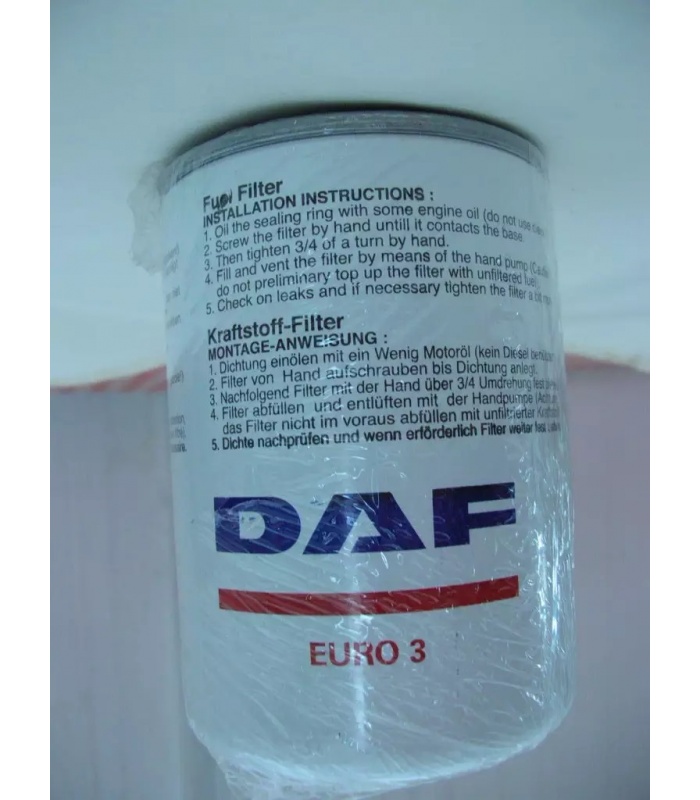 Fuel Filter
INSTALLATION INSTRUCTIONS :
1. Oil the sealing ring with some engine oil (do not use
2. Screw the filter by hand untill it contacts the base
3. Then tighten 3/4 of a turn by hand.
4. Fill and vent the filter by means of the hand pump
do not preliminary top up the filter with unfiltered fuel)
5. Check on leaks and if necessary tighten the filter a bit
Kraftstoff-Filter
MONTAGE-ANWEISUNG :
1. Dichtung einölen mit ein Wenig Motoröl (kein Diesel
2. Filter von Hand aufschrauben bis Dichtung anlegt.
3. Nachfolgend Filter mit der Hand über 3/4 Umdrehung fest
4. Filter abfüllen und entlüften mit der Handpumpe
das Filter nicht im voraus abfüllen mit unfiltrierter
5. Dichte nachprüfen und wenn erförderlich Filter weiter fest
DAF
EURO 3